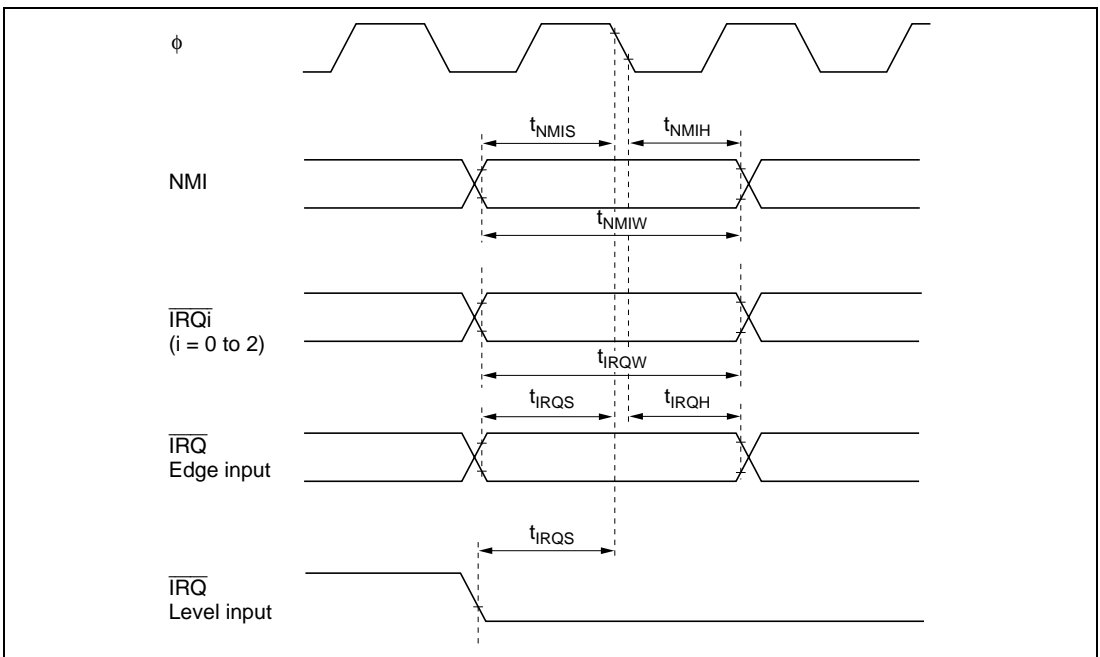 ϕ
tNMIS tNMIH
NMI
tNMIW
IRQi
(i = 0 to 2)
tIRQW
tIRQS tIRQH
IRQ
Edge input
tIRQS
IRQ
Level input